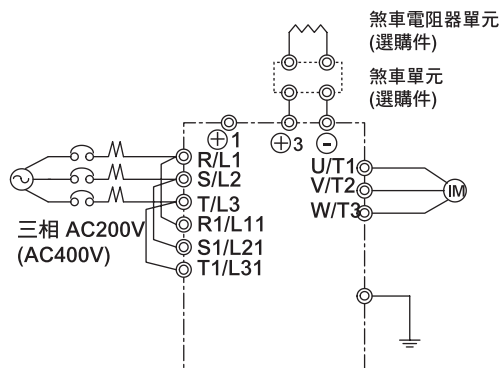 煞車電阻器單元
(選購件)
煞車單元
(選購件)
⊕1
⊕3
⊖
R/L1
S/L2
T/L3
R1/L11
S1/L21
T1/L31
三相 AC200V
(AC400V)
U/T1
V/T2
W/T3
IM